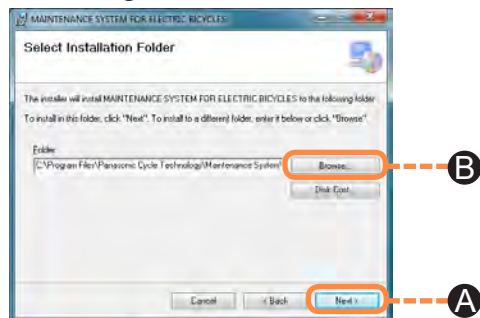 MAINTENANCE SYSTEM FOR ELECTRIC BICYCLES
Select Installation Folder
The installer will install MAINTENANCE SYSTEM FOR ELECTRIC BICYCLES to the following folder
To install in this folder, click "Next". To install to a different folder, enter it below or click "Browse".
Folder
C:\Program Files\Panasonic Cycle Technology\Maintenance System\
Browse...
B
Disk Cost...
Cancel
< Back
Next >
A